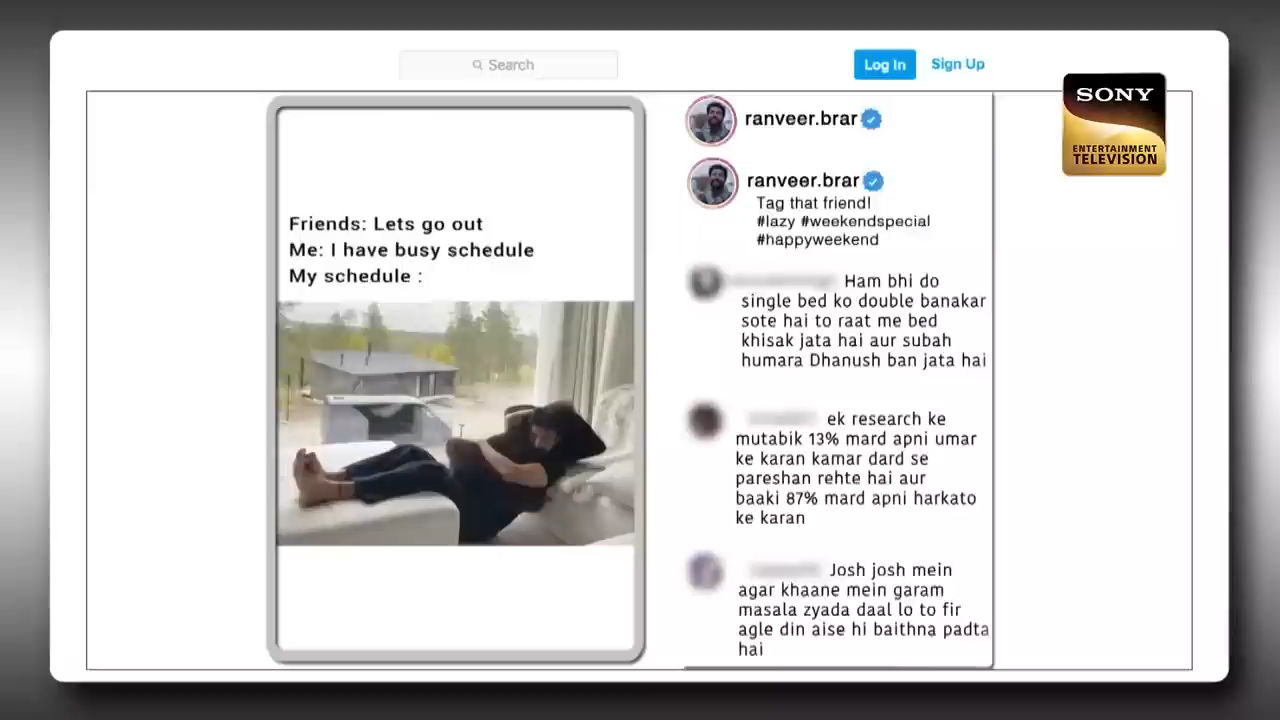 Search
Log In
Sign Up
SONY
ENTERTAINMENT
TELEVISION
Friends: Lets go out
Me: I have busy schedule
My schedule :
ranveer.brar
ranveer.brar
Tag that friend!
#lazy #weekendspecial
#happyweekend
Ham bhi do
single bed ko double banakar
sote hai to raat me bed
khisak jata hai aur subah
humara Dhanush ban jata hai
ek research ke
mutabik 13% mard apni umar
ke karan kamar dard se
pareshan rehte hai aur
baaki 87% mard apni harkato
ke karan
Josh josh mein
agar khaane mein garam
masala zyada daal lo to fir
agle din aise hi baithna padta
hai